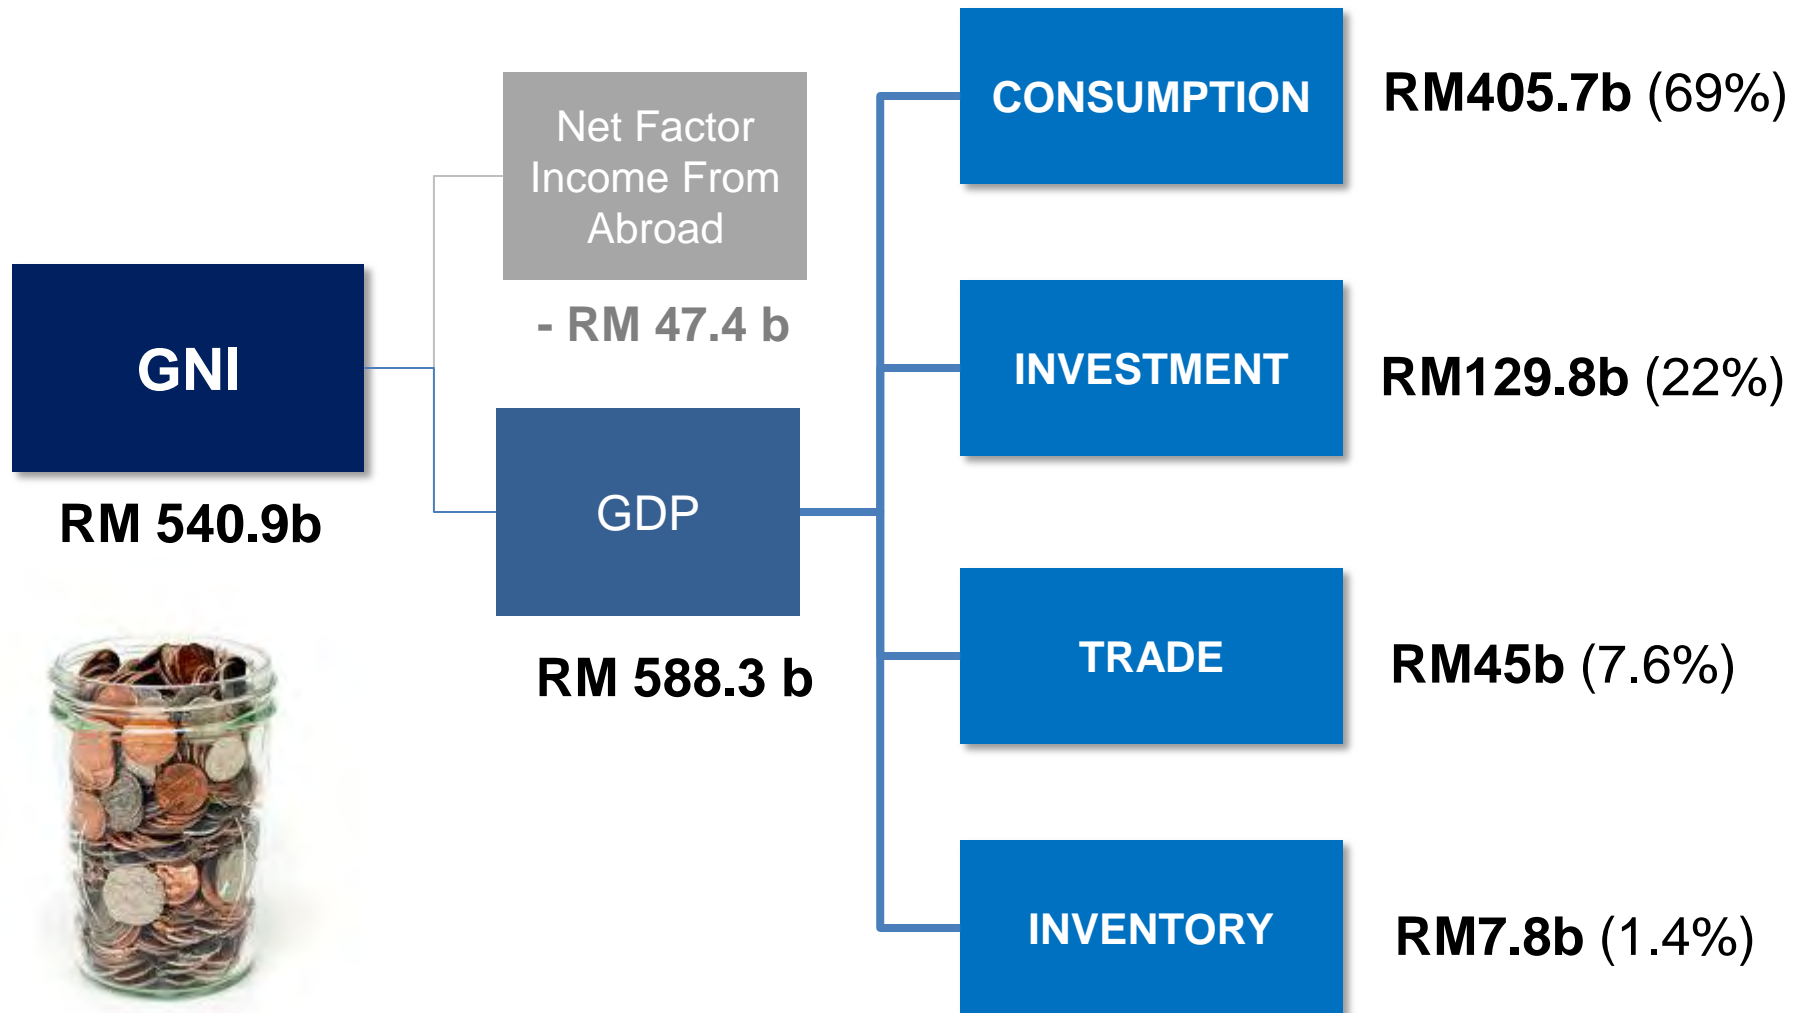 GNI
RM 540.9b
Net Factor
Income From
Abroad
- RM 47.4 b
GDP
RM 588.3 b
CONSUMPTION
RM405.7b (69%)
INVESTMENT
RM129.8b (22%)
TRADE
RM45b (7.6%)
INVENTORY
RM7.8b (1.4%)